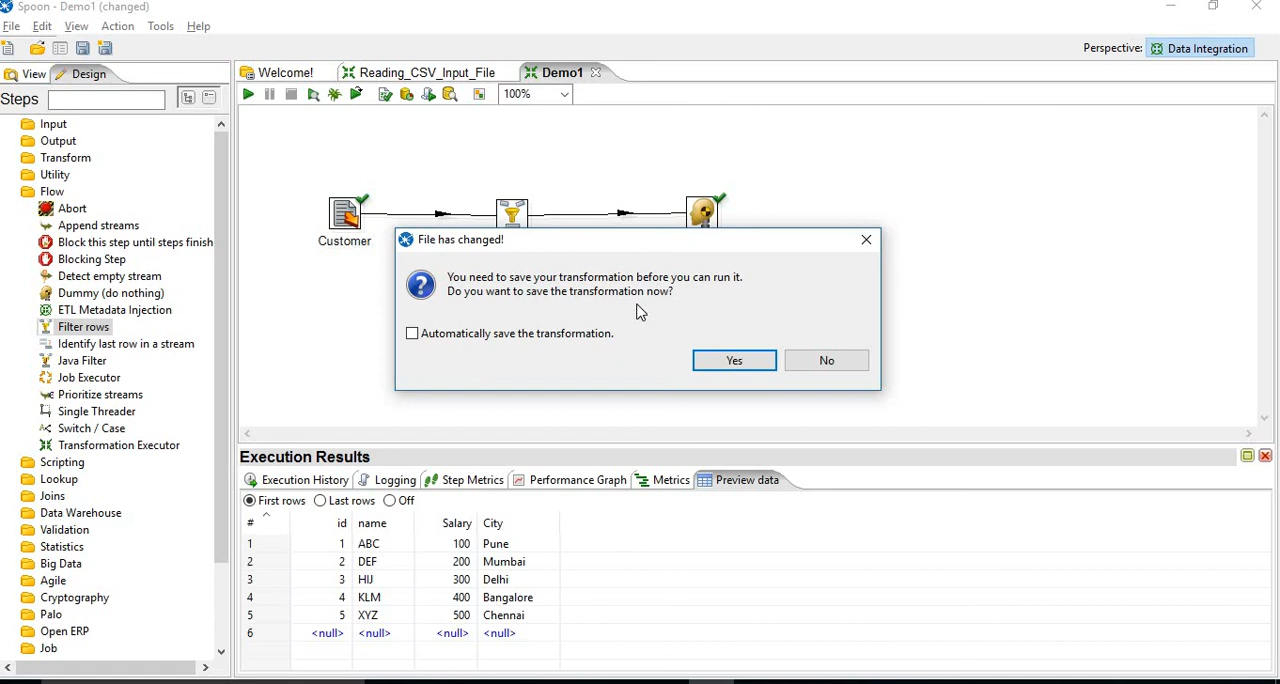 Spoon - Demo1 (changed)
File Edit View Action Tools Help
Perspective: Data Integration
View Design
Welcome! Reading_CSV_Input_File Demo1
Steps
100%
Input
Output
Transform
Utility
Flow
Abort
Append streams
Block this step until steps finish
Blocking Step
Detect empty stream
Dummy (do nothing)
ETL Metadata Injection
Filter rows
Identify last row in a stream
Java Filter
Job Executor
Prioritize streams
Single Threader
Switch / Case
Transformation Executor
Scripting
Lookup
Joins
Data Warehouse
Validation
Statistics
Big Data
Agile
Cryptography
Palo
Open ERP
Job
Customer
File has changed!
You need to save your transformation before you can run it.
Do you want to save the transformation now?
Automatically save the transformation.
Yes No
Execution Results
Execution History Logging Step Metrics Performance Graph Metrics Preview data
First rows Last rows Off
# id name Salary City
1 1 ABC 100 Pune
2 2 DEF 200 Mumbai
3 3 HIJ 300 Delhi
4 4 KLM 400 Bangalore
5 5 XYZ 500 Chennai
6 <null> <null> <null> <null>